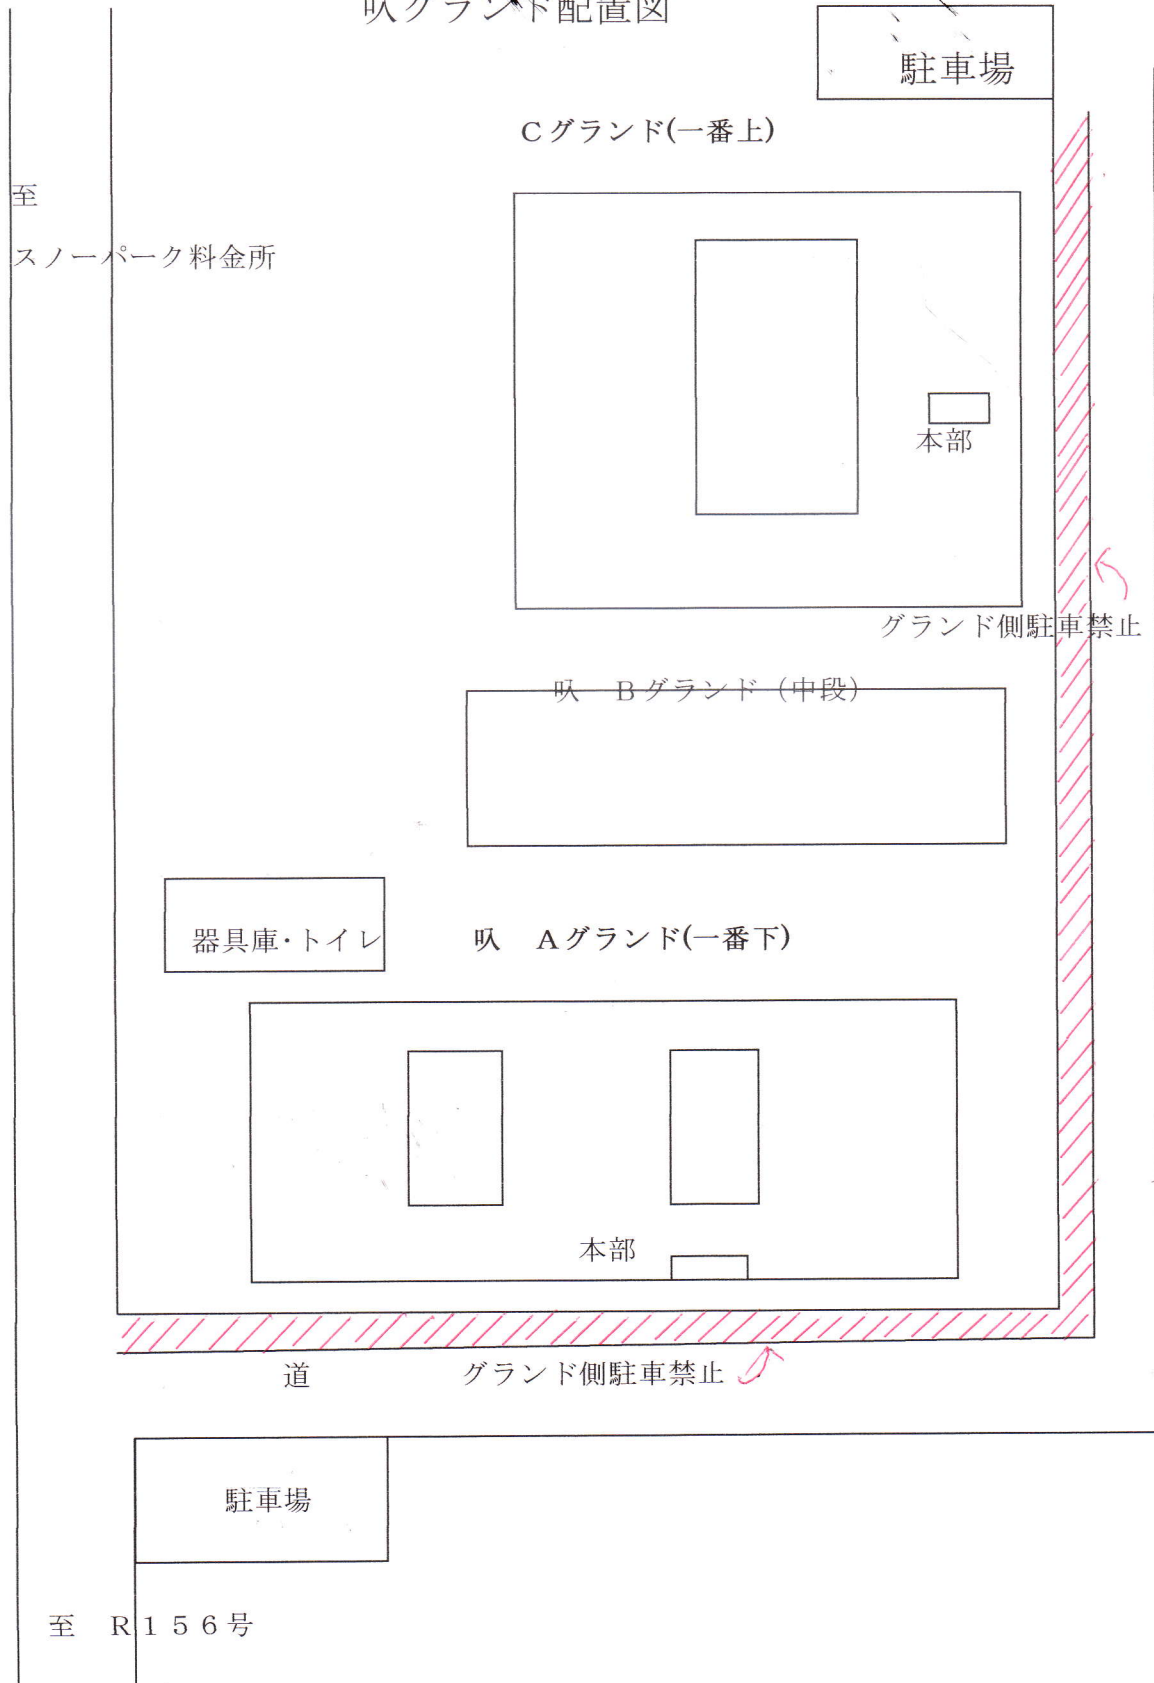 叺グランド配置図
駐車場
Cグランド(一番上)
至
スノーパーク料金所
本部
グランド側駐車禁止
叺　Bグランド（中段）
器具庫・トイレ
叺　Aグランド(一番下)
本部
道
グランド側駐車禁止
駐車場
至　R156号